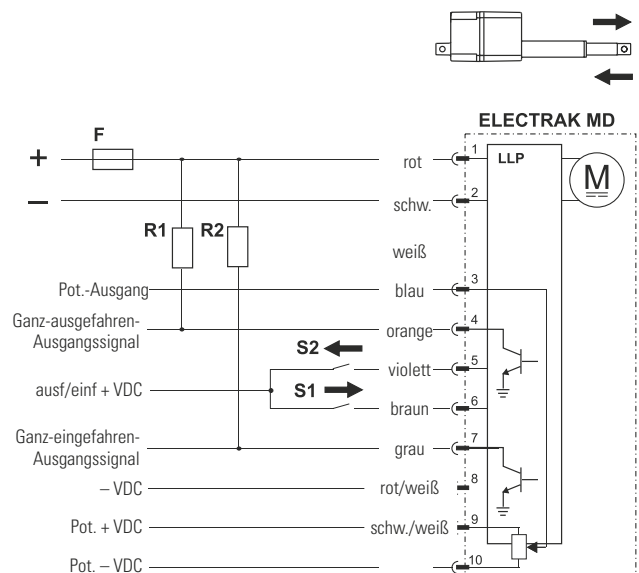 ELECTRAK MD
F
+
rot
1
LLP
M
–
schw.
2
R1
R2
weiß
Pot.-Ausgang
blau
3
Ganz-ausgefahren-
Ausgangssignal
orange
4
S2
violett
5
ausf/einf + VDC
S1
braun
6
Ganz-eingefahren-
Ausgangssignal
grau
7
– VDC
rot/weiß
8
Pot. + VDC
schw./weiß
9
Pot. – VDC
10